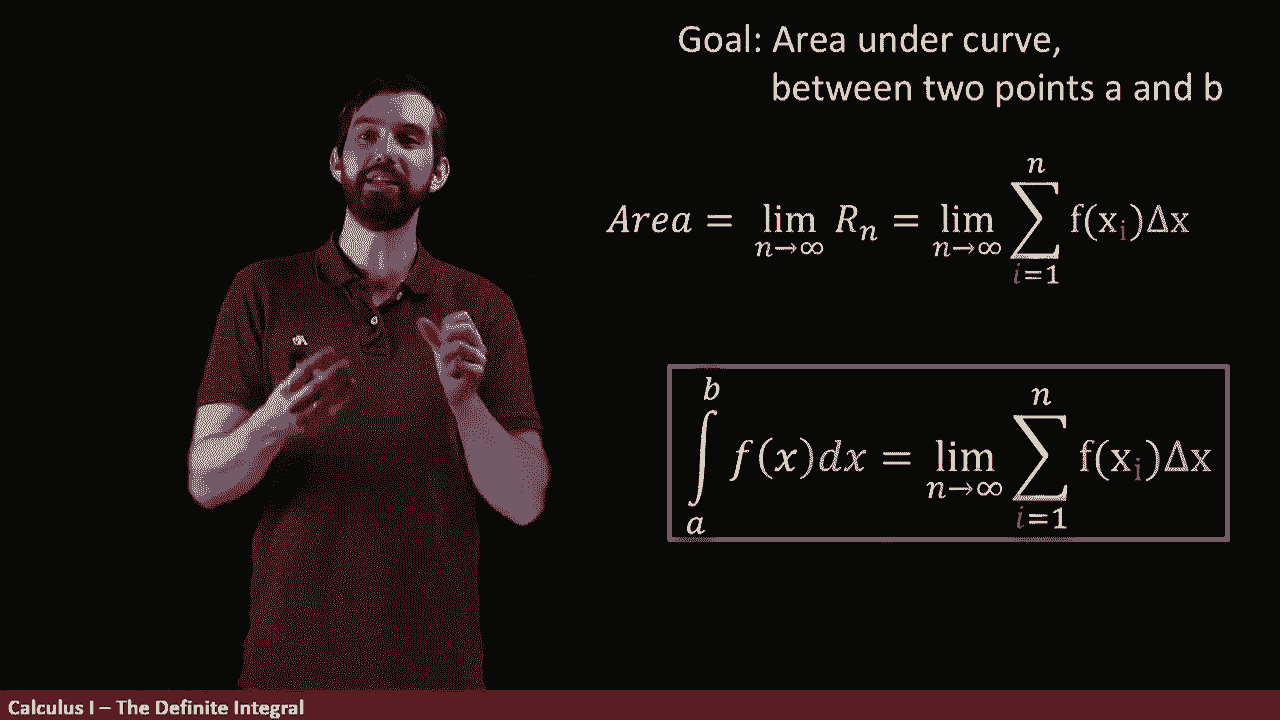 Goal: Area under curve,
between two points a and b
Area = lim n→∞ R_n = lim n→∞ ∑ i=1 n f(x_i)Δx
∫ a b f(x)dx = lim n→∞ ∑ i=1 n f(x_i)Δx
Calculus I – The Definite Integral